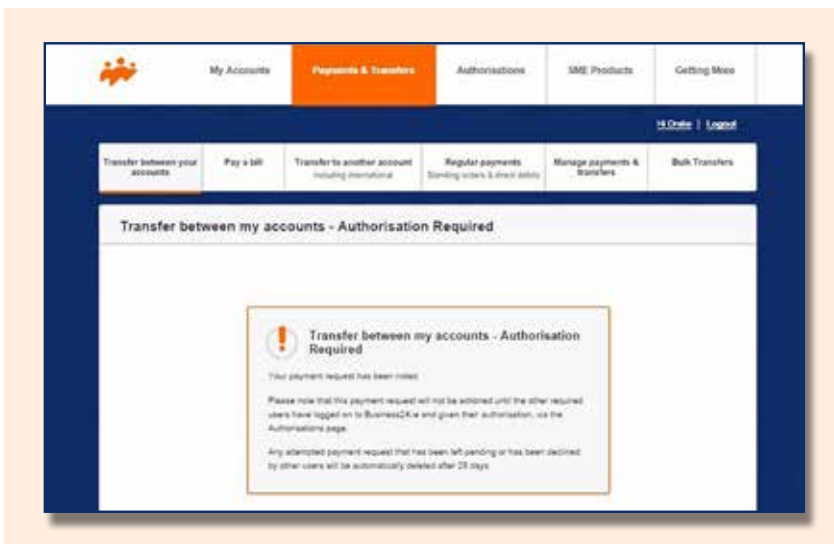 My Accounts
Payments & Transfers
Authorisations
SME Products
Getting More
Hi Drake | Logout
Transfer between your
accounts
Pay a bill
Transfer to another account
including international
Regular payments
Standing orders & direct debits
Manage payments &
transfers
Bulk Transfers
Transfer between my accounts - Authorisation Required
Transfer between my accounts - Authorisation
Required
Your payment request has been noted.
Please note that this payment request will not be actioned until the other required
users have logged on to Business24.ie and given their authorisation, via the
Authorisations page.
Any attempted payment request that has been left pending or has been declined
by other users will be automatically deleted after 28 days.